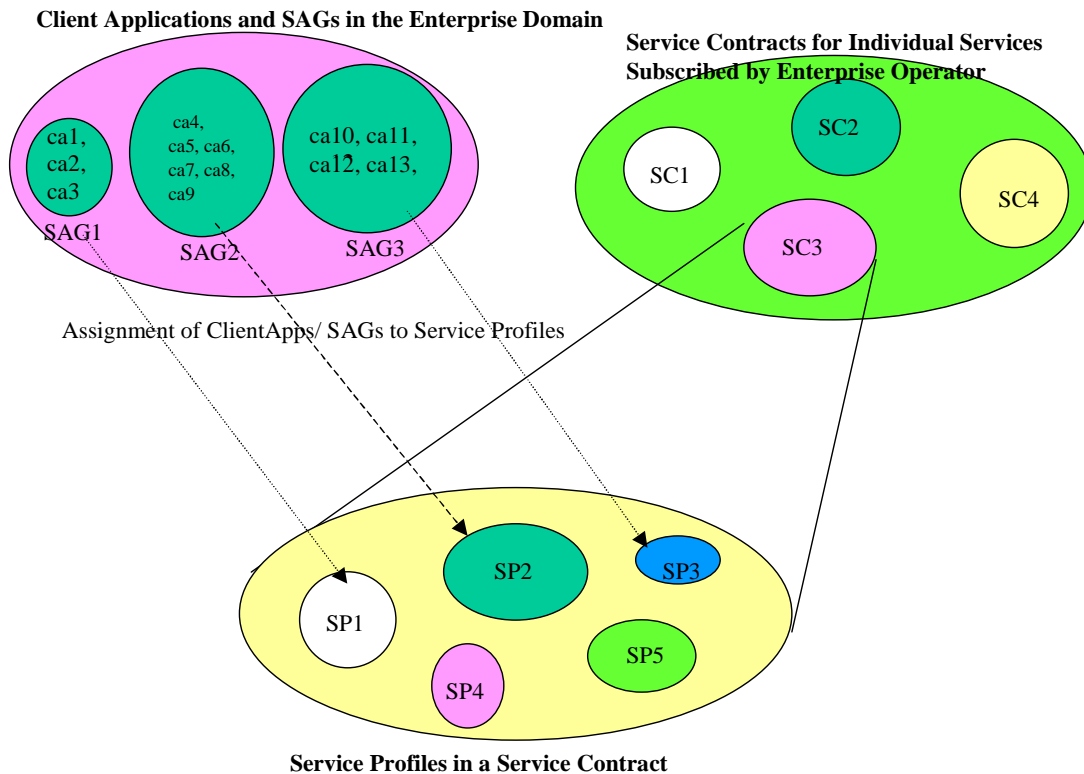 Client Applications and SAGs in the Enterprise Domain
Service Contracts for Individual Services
Subscribed by Enterprise Operator
ca1,
ca2,
ca3
SAG1
ca4,
ca5, ca6,
ca7, ca8,
ca9
SAG2
ca10, ca11,
ca12, ca13,
SAG3
SC1
SC2
SC3
SC4
Assignment of ClientApps/ SAGs to Service Profiles
SP1
SP2
SP3
SP4
SP5
Service Profiles in a Service Contract